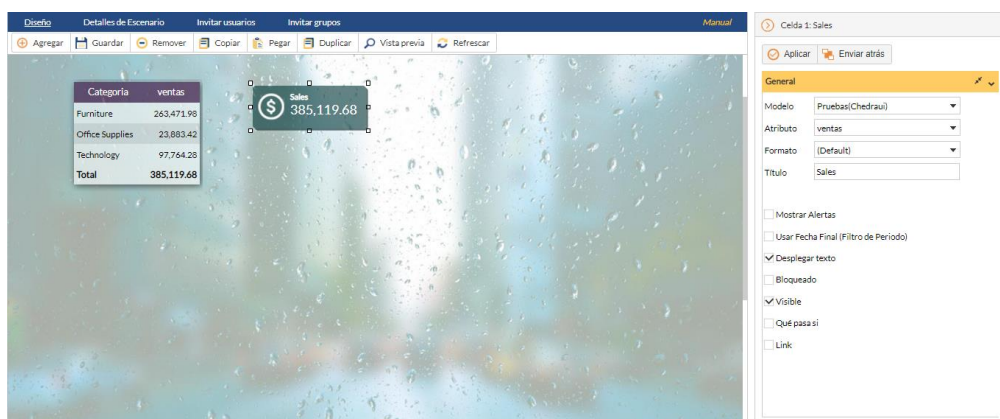 Diseño Detalles de Escenario Invitar usuarios Invitar grupos Manual
Agregar Guardar Remover Copiar Pegar Duplicar Vista previa Refrescar
Categoría ventas
Furniture 263,471.98
Office Supplies 23,883.42
Technology 97,764.28
Total 385,119.68
Sales
385,119.68
Celda 1: Sales
Aplicar Enviar atrás
General
Modelo Pruebas(Chedraui)
Atributo ventas
Formato (Default)
Título Sales
Mostrar Alertas
Usar Fecha Final (Filtro de Periodo)
Desplegar texto
Bloqueado
Visible
Qué pasa si
Link